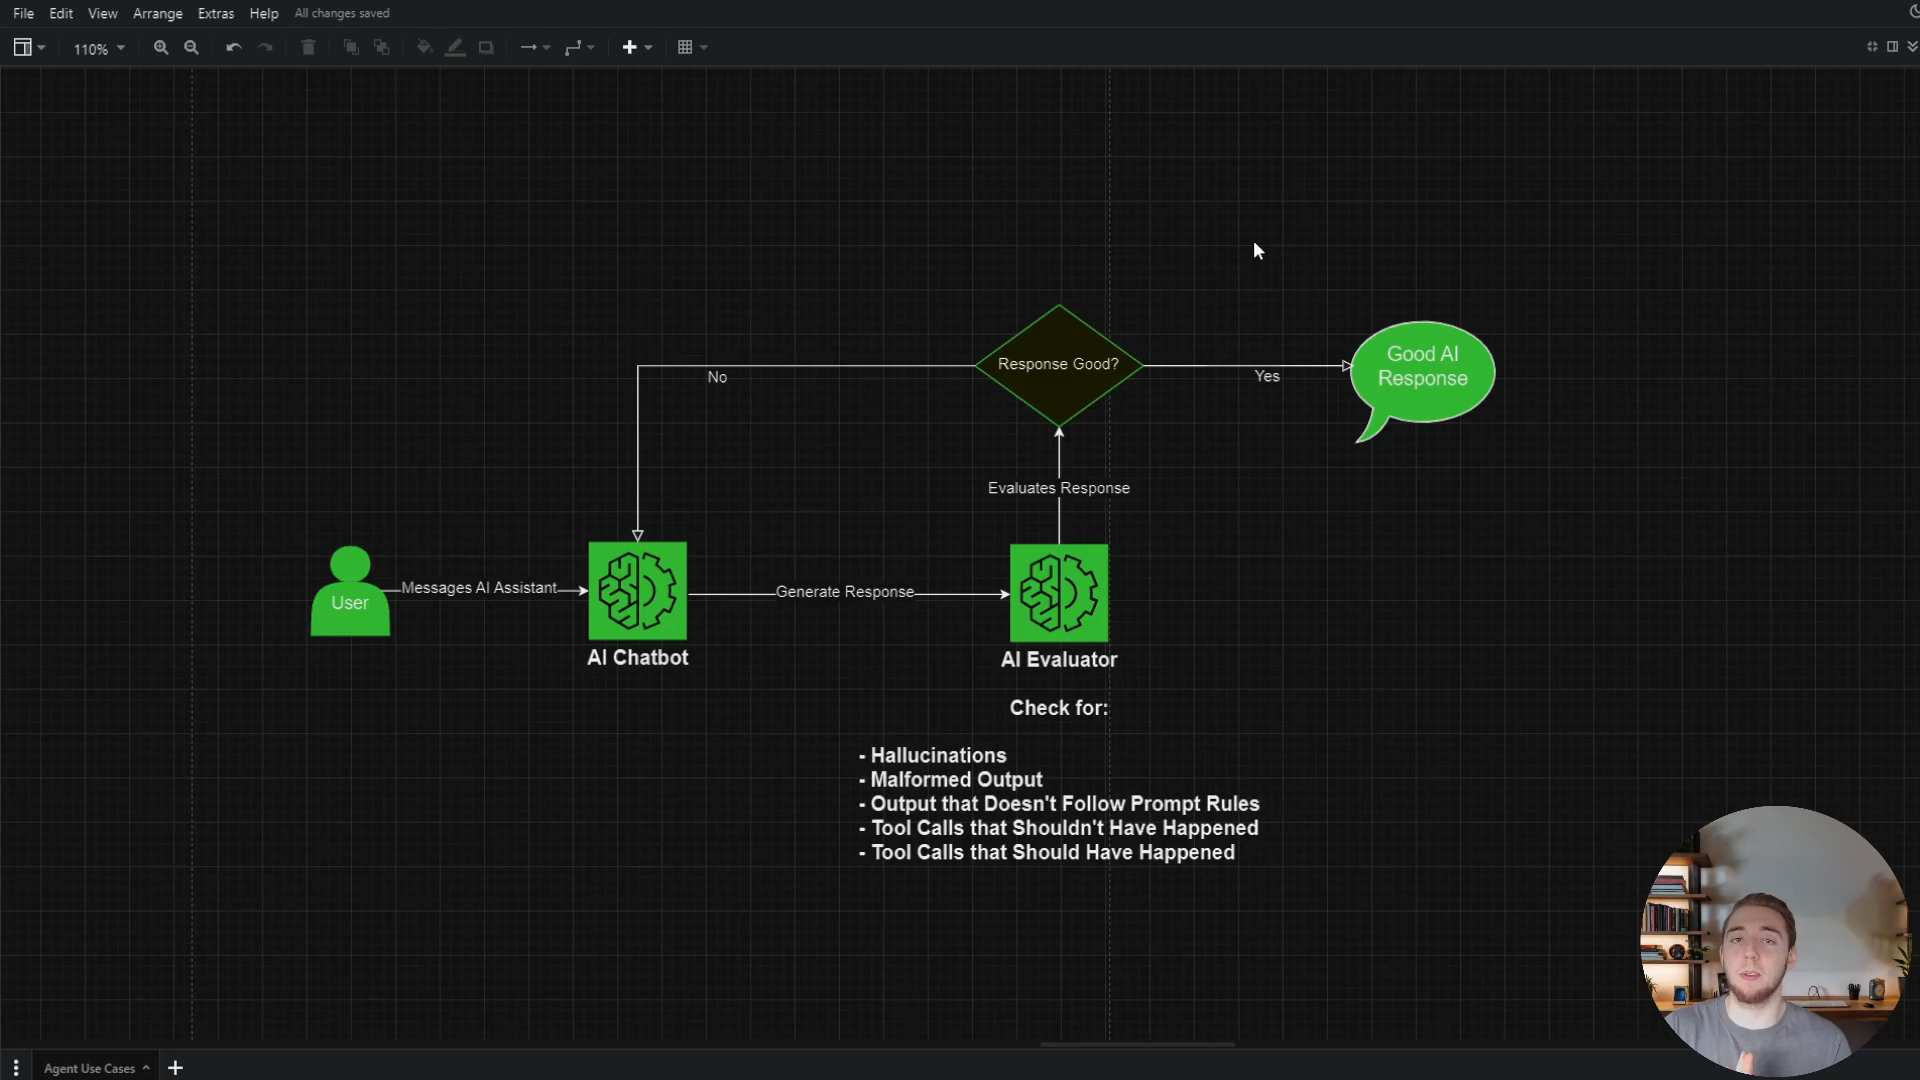 File Edit View Arrange Extras Help All changes saved
110%
Response Good?
Good AI
Response
No
Yes
Evaluates Response
User
Messages AI Assistant
Generate Response
AI Chatbot
AI Evaluator
Check for:
- Hallucinations
- Malformed Output
- Output that Doesn't Follow Prompt Rules
- Tool Calls that Shouldn't Have Happened
- Tool Calls that Should Have Happened
Agent Use Cases